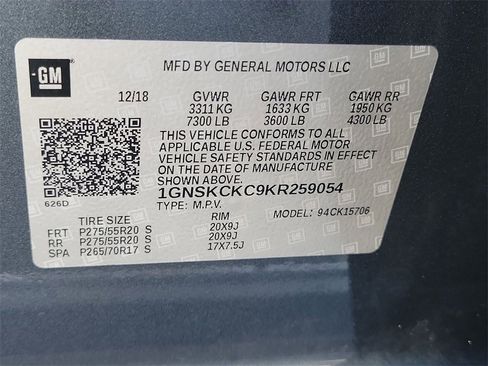 GM
MFD BY GENERAL MOTORS LLC
12/18 GVWR GAWR FRT GAWR RR
3311 KG 1633 KG 1950 KG
7300 LB 3600 LB 4300 LB
THIS VEHICLE CONFORMS TO ALL
APPLICABLE U.S. FEDERAL MOTOR
VEHICLE SAFETY STANDARDS IN EFFECT
ON THE DATE OF MANUFACTURE
SHOWN ABOVE.
1GNSKCKC9KR259054
626D TYPE: M.P.V. MODEL: 94CK15706
TIRE SIZE RIM
FRT P275/55R20 S 20X9J
RR P275/55R20 S 20X9J
SPA P265/70R17 S 17X7.5J